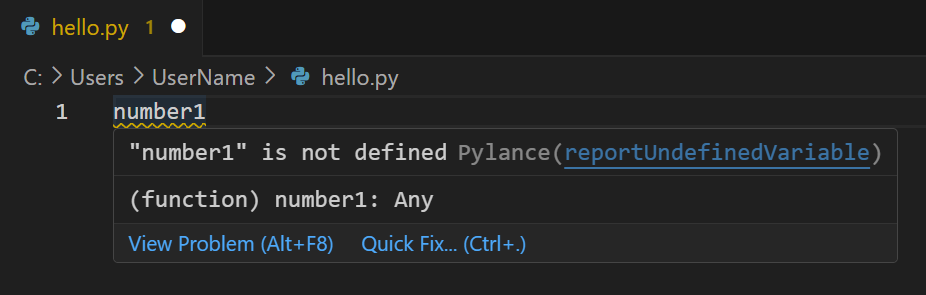 hello.py 1
C: > Users > UserName > hello.py
1 number1
"number1" is not defined Pylance(reportUndefinedVariable)
(function) number1: Any
View Problem (Alt+F8) Quick Fix... (Ctrl+.)